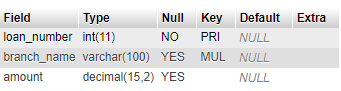 Field Type Null Key Default Extra
loan_number int(11) NO PRI NULL
branch_name varchar(100) YES MUL NULL
amount decimal(15,2) YES NULL